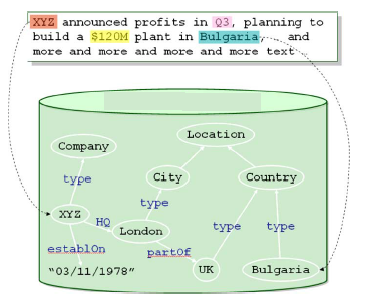 XYZ announced profits in Q3, planning to
build a $120M plant in Bulgaria, and
more and more and more and more text
Location
Company
City
Country
type
type
XYZ
HQ
London
type
type
establOn
partOf
"03/11/1978"
UK
Bulgaria